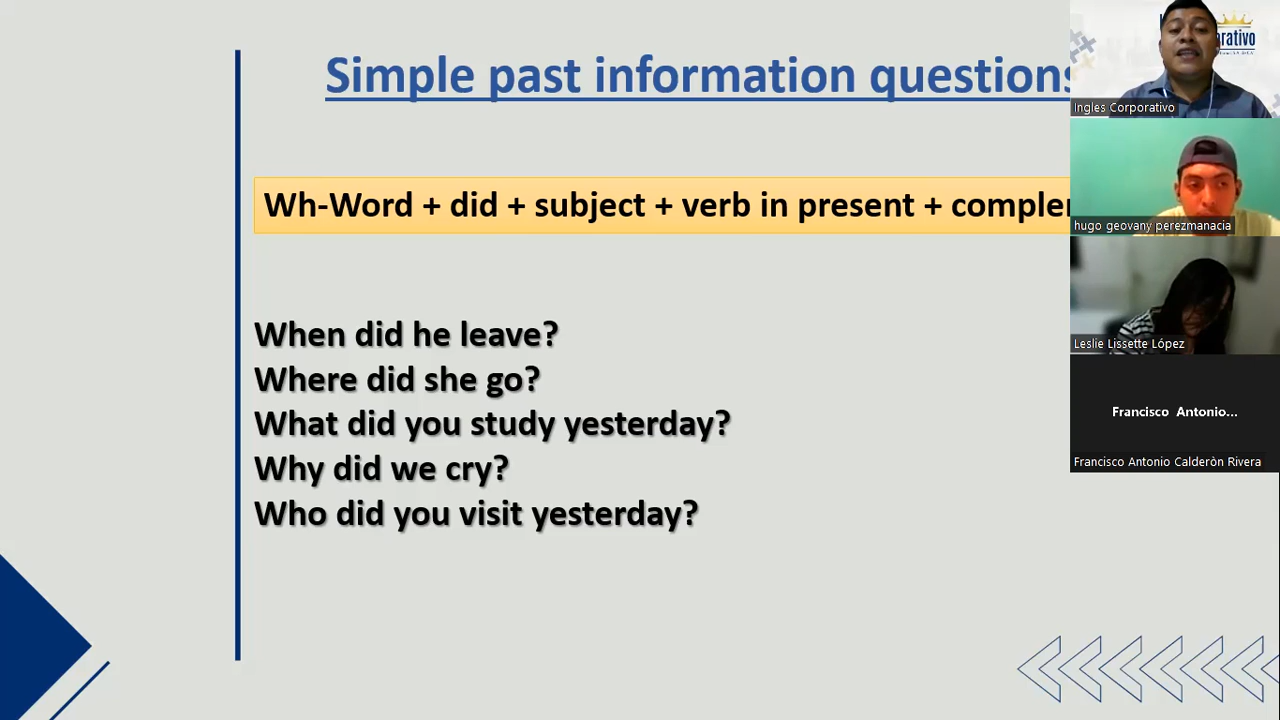 Simple past information questions
Wh-Word + did + subject + verb in present +
When did he leave?
Where did she go?
What did you study yesterday?
Why did we cry?
Who did you visit yesterday?
Ingles Corporativo
hugo geovany perezmanacia
Leslie Lissette López
Francisco Antonio...
Francisco Antonio Calderòn Rivera